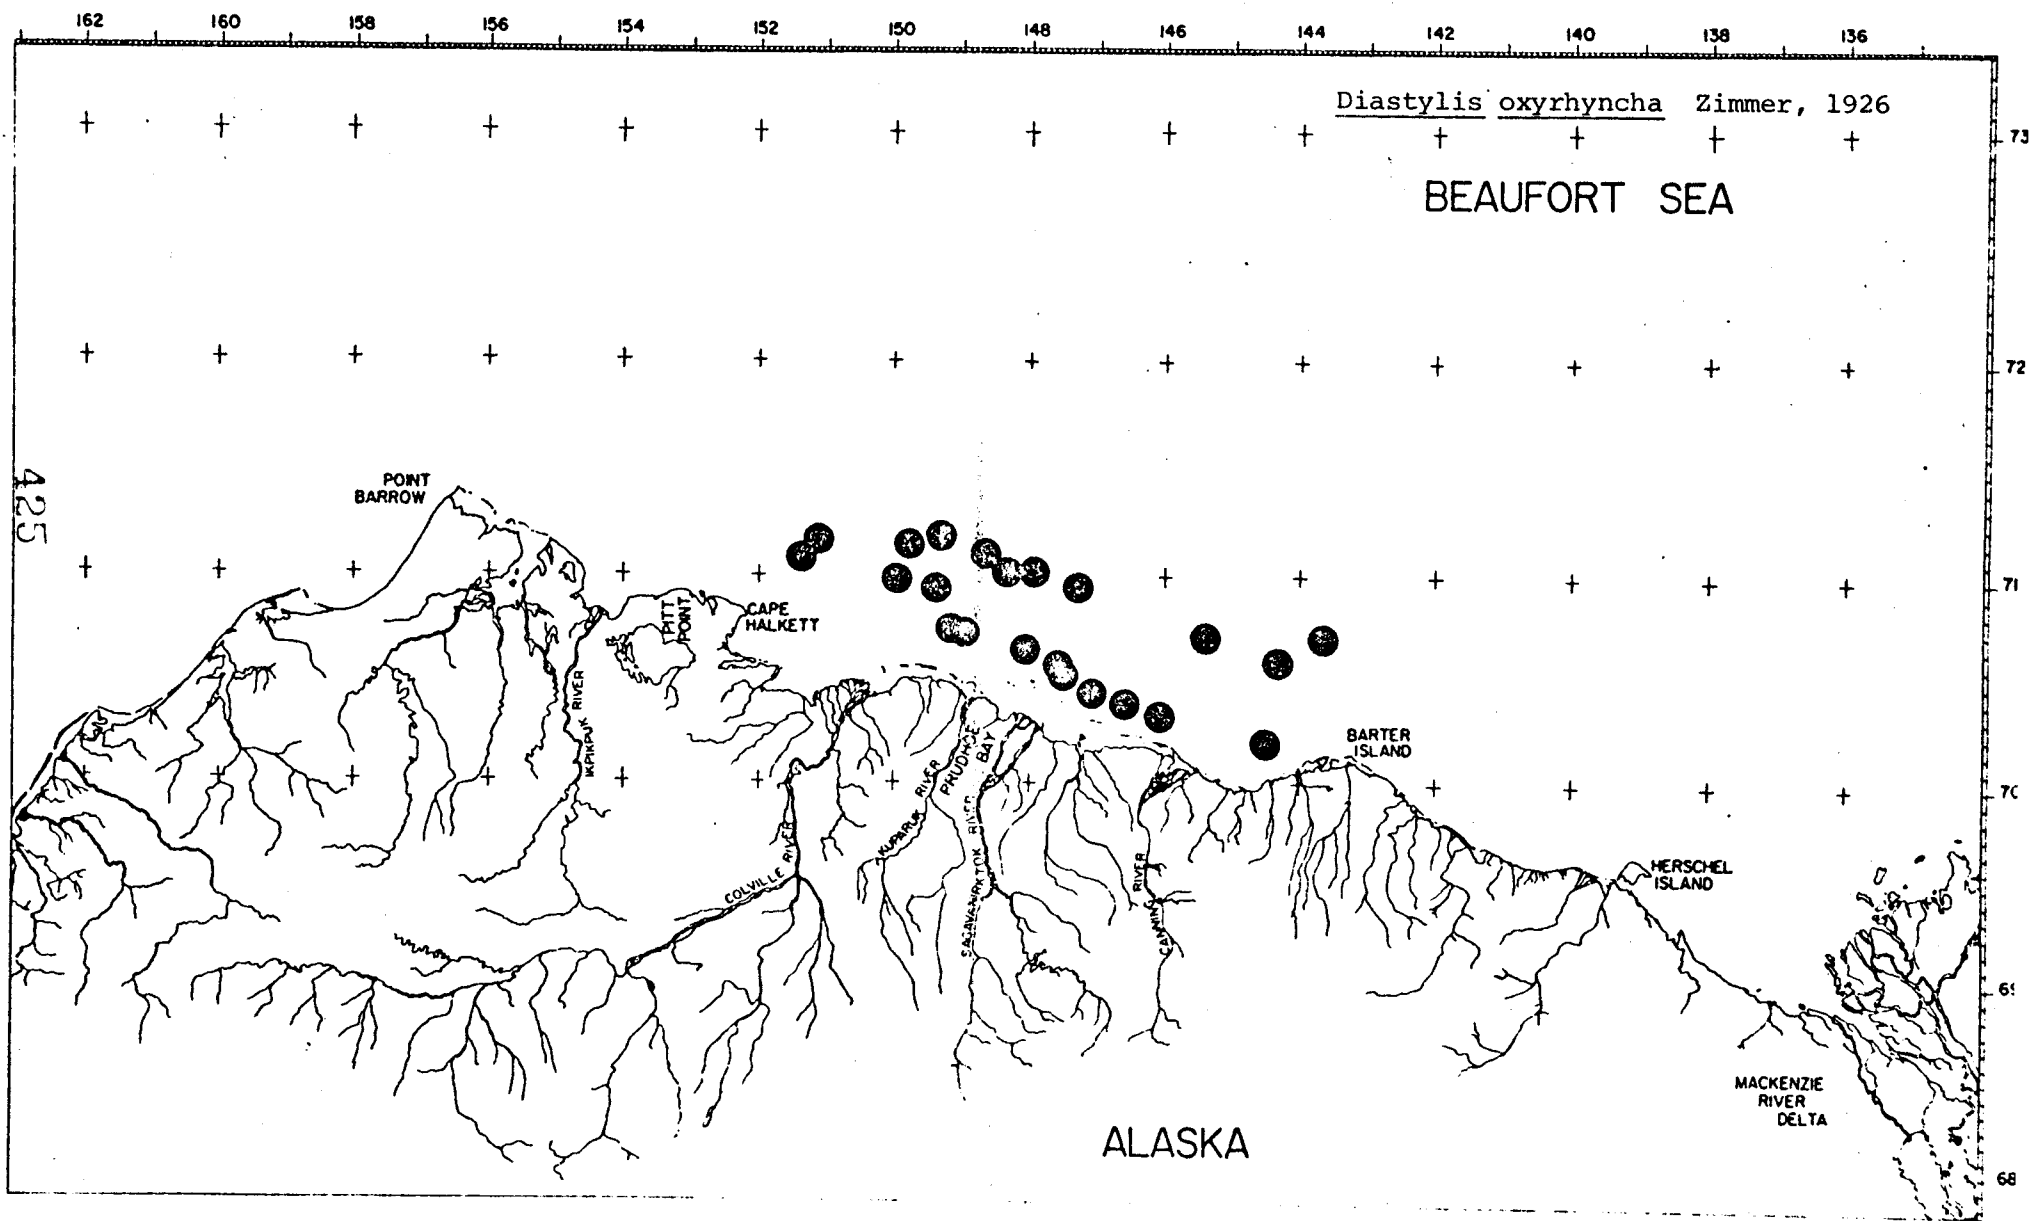 162 160 158 156 154 152 150 148 146 144 142 140 138 136
Diastylis oxyrhyncha Zimmer, 1926
73
BEAUFORT SEA
72
425
POINT
BARROW
71
PITT
POINT
CAPE
HALKETT
IKPIKPUK RIVER
PRUDHOE
BAY
BARTER
ISLAND
70
KUPARUK RIVER
COLVILLE RIVER
SAGAVANIRKTOK RIVER
CANNING RIVER
HERSCHEL
ISLAND
69
MACKENZIE
RIVER
DELTA
ALASKA
68